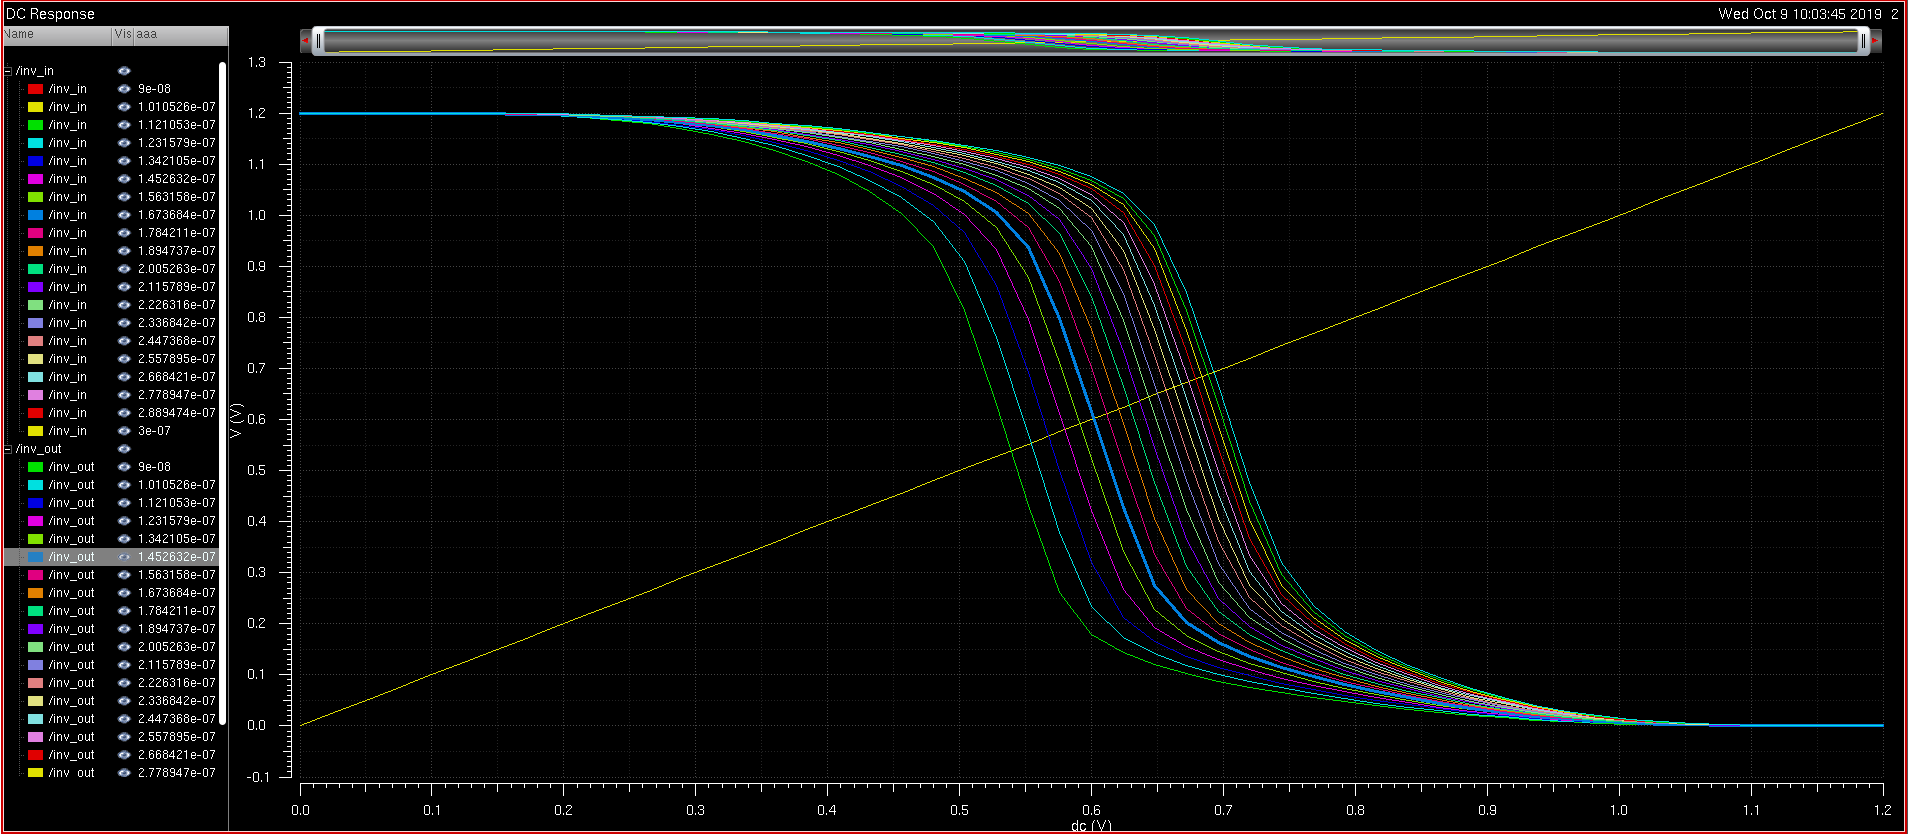 DC Response
Wed Oct 9 10:03:45 2019 2
Name Vis aaa
/inv_in
/inv_in 9e-08
/inv_in 1.010526e-07
/inv_in 1.121053e-07
/inv_in 1.231579e-07
/inv_in 1.342105e-07
/inv_in 1.452632e-07
/inv_in 1.563158e-07
/inv_in 1.673684e-07
/inv_in 1.784211e-07
/inv_in 1.894737e-07
/inv_in 2.005263e-07
/inv_in 2.115789e-07
/inv_in 2.226316e-07
/inv_in 2.336842e-07
/inv_in 2.447368e-07
/inv_in 2.557895e-07
/inv_in 2.668421e-07
/inv_in 2.778947e-07
/inv_in 2.889474e-07
/inv_in 3e-07
/inv_out
/inv_out 9e-08
/inv_out 1.010526e-07
/inv_out 1.121053e-07
/inv_out 1.231579e-07
/inv_out 1.342105e-07
/inv_out 1.452632e-07
/inv_out 1.563158e-07
/inv_out 1.673684e-07
/inv_out 1.784211e-07
/inv_out 1.894737e-07
/inv_out 2.005263e-07
/inv_out 2.115789e-07
/inv_out 2.226316e-07
/inv_out 2.336842e-07
/inv_out 2.447368e-07
/inv_out 2.557895e-07
/inv_out 2.668421e-07
/inv_out 2.778947e-07
V (V)
1.3
1.2
1.1
1.0
0.9
0.8
0.7
0.6
0.5
0.4
0.3
0.2
0.1
0.0
-0.1
0.0 0.1 0.2 0.3 0.4 0.5 0.6 0.7 0.8 0.9 1.0 1.1 1.2
dc (V)